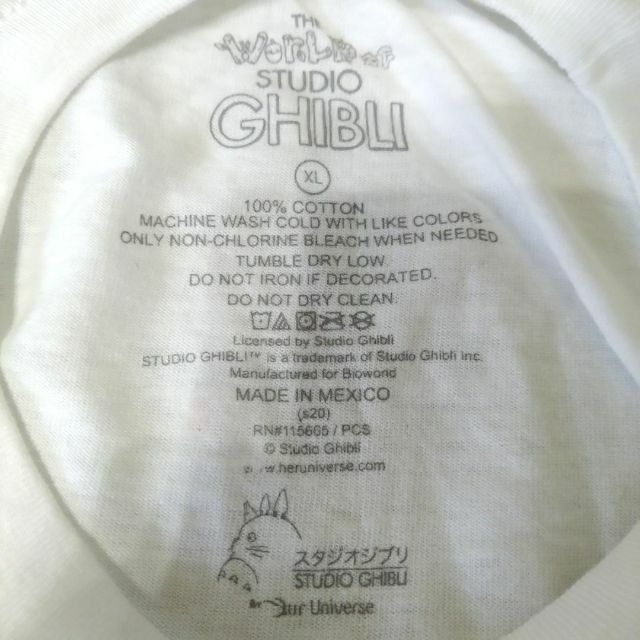 THE
WORLD of
STUDIO
GHIBLI
XL
100% COTTON
MACHINE WASH COLD WITH LIKE COLORS
ONLY NON-CHLORINE BLEACH WHEN NEEDED
TUMBLE DRY LOW.
DO NOT IRON IF DECORATED.
DO NOT DRY CLEAN.
Licensed by Studio Ghibli
STUDIO GHIBLI™ is a trademark of Studio Ghibli Inc.
Manufactured for Bioworld
MADE IN MEXICO
(s20)
RN#115665 / PCS
© Studio Ghibli
www.heruniverse.com
スタジオジブリ
STUDIO GHIBLI
Her Universe